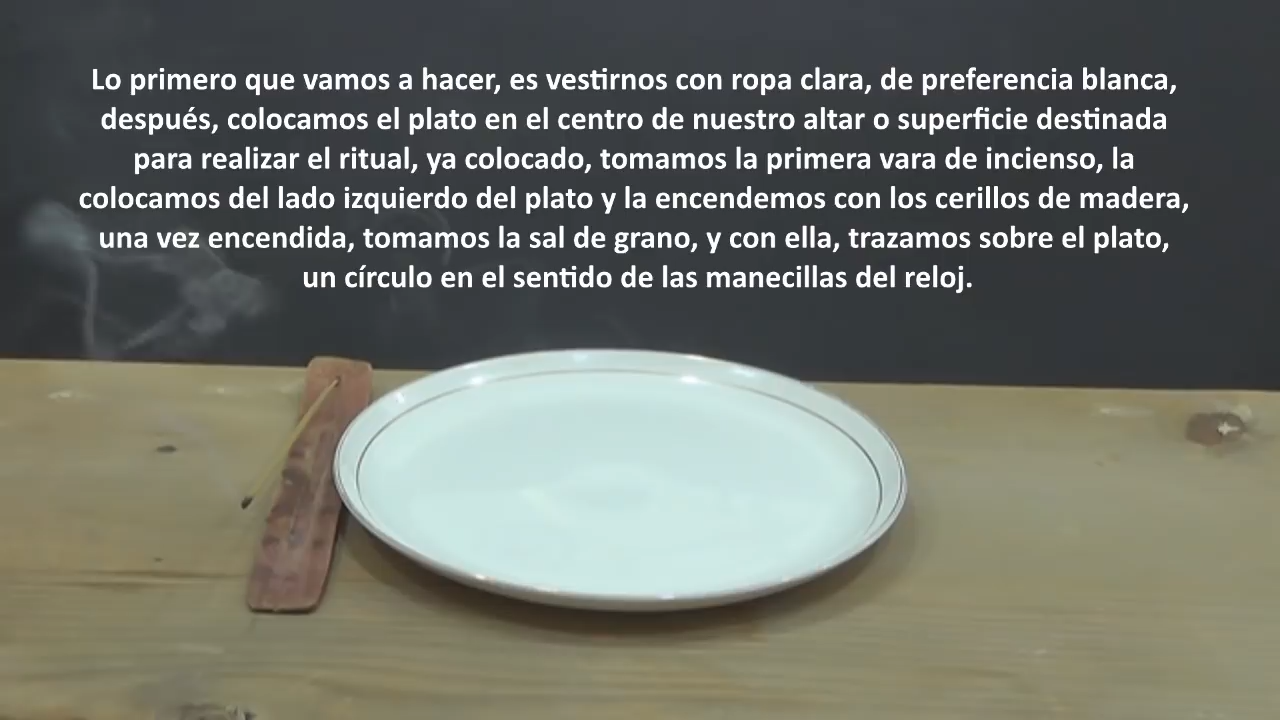 Lo primero que vamos a hacer, es vestirnos con ropa clara, de preferencia blanca,
después, colocamos el plato en el centro de nuestro altar o superficie destinada
para realizar el ritual, ya colocado, tomamos la primera vara de incienso, la
colocamos del lado izquierdo del plato y la encendemos con los cerillos de madera,
una vez encendida, tomamos la sal de grano, y con ella, trazamos sobre el plato,
un círculo en el sentido de las manecillas del reloj.